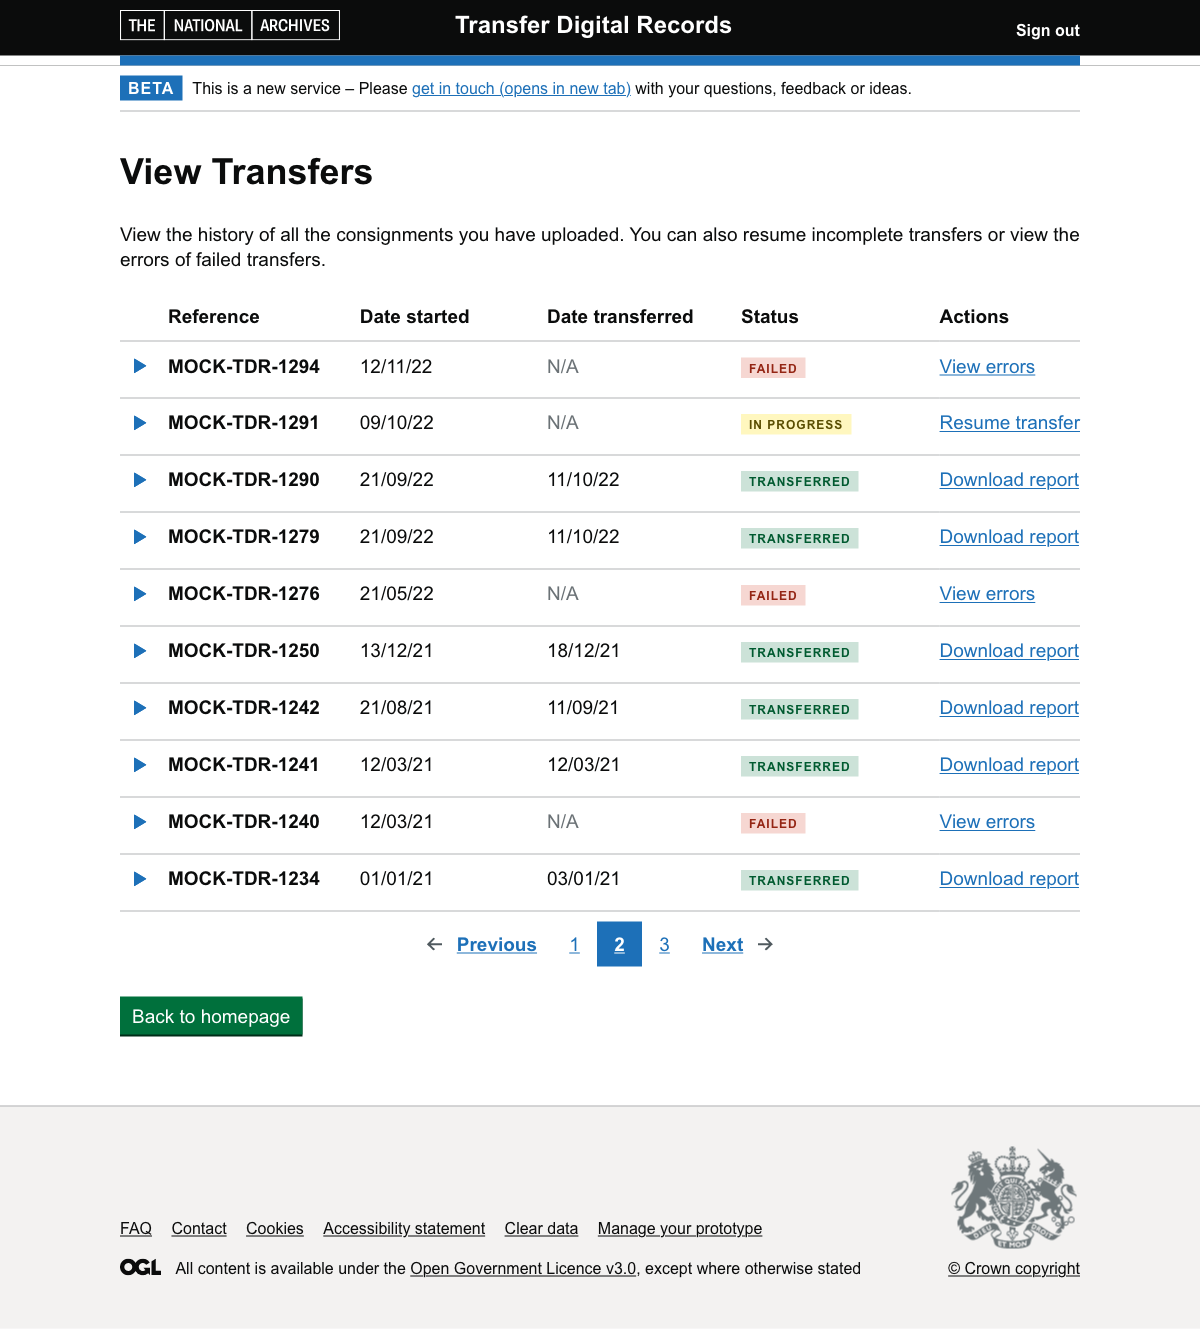 THE NATIONAL ARCHIVES
Transfer Digital Records
Sign out
BETA This is a new service – Please get in touch (opens in new tab) with your questions, feedback or ideas.
View Transfers
View the history of all the consignments you have uploaded. You can also resume incomplete transfers or view the
errors of failed transfers.
Reference Date started Date transferred Status Actions
MOCK-TDR-1294 12/11/22 N/A FAILED View errors
MOCK-TDR-1291 09/10/22 N/A IN PROGRESS Resume transfer
MOCK-TDR-1290 21/09/22 11/10/22 TRANSFERRED Download report
MOCK-TDR-1279 21/09/22 11/10/22 TRANSFERRED Download report
MOCK-TDR-1276 21/05/22 N/A FAILED View errors
MOCK-TDR-1250 13/12/21 18/12/21 TRANSFERRED Download report
MOCK-TDR-1242 21/08/21 11/09/21 TRANSFERRED Download report
MOCK-TDR-1241 12/03/21 12/03/21 TRANSFERRED Download report
MOCK-TDR-1240 12/03/21 N/A FAILED View errors
MOCK-TDR-1234 01/01/21 03/01/21 TRANSFERRED Download report
← Previous 1 2 3 Next →
Back to homepage
FAQ Contact Cookies Accessibility statement Clear data Manage your prototype
OGL All content is available under the Open Government Licence v3.0, except where otherwise stated
© Crown copyright